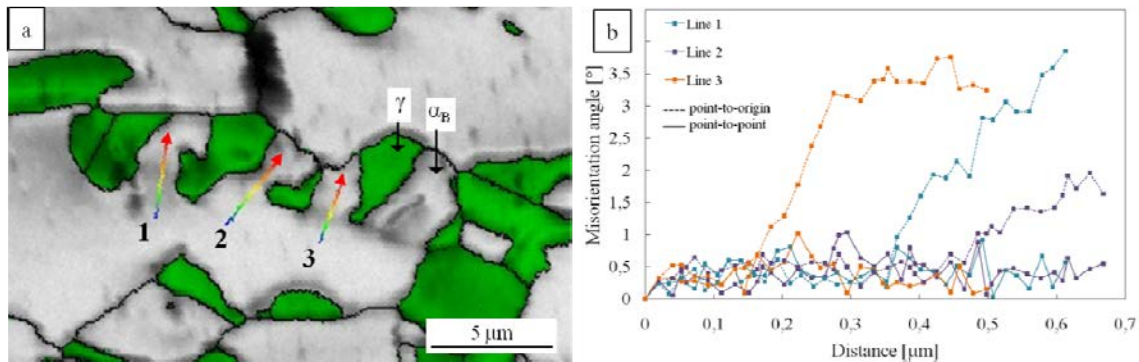 a
γ
α_B
1
2
3
5 μm
b
Misorientation angle [°]
3.5
3
2.5
2
1.5
1
0,5
0
Line 1
Line 2
Line 3
point-to-origin
point-to-point
0 0,1 0,2 0,3 0,4 0,5 0,6 0,7
Distance [μm]